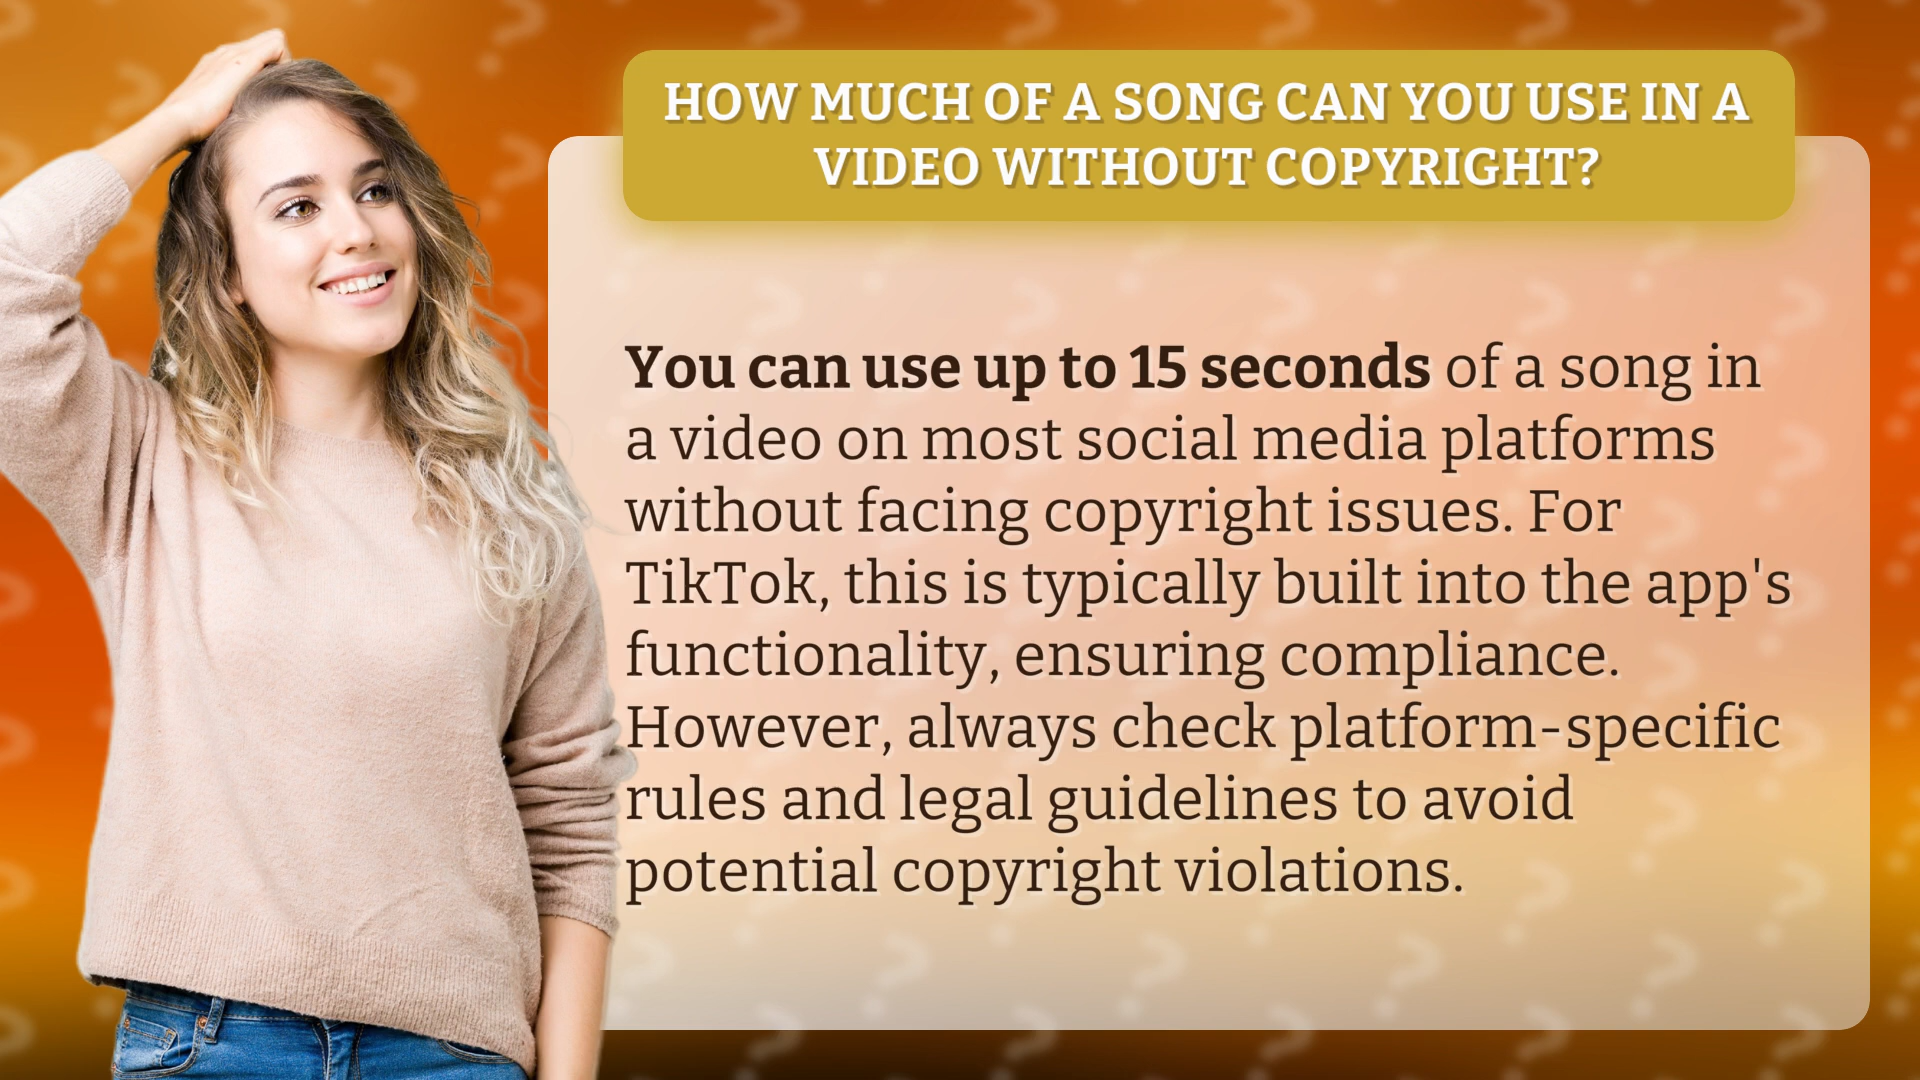 HOW MUCH OF A SONG CAN YOU USE IN A
VIDEO WITHOUT COPYRIGHT?
You can use up to 15 seconds of a song in
a video on most social media platforms
without facing copyright issues. For
TikTok, this is typically built into the app's
functionality, ensuring compliance.
However, always check platform-specific
rules and legal guidelines to avoid
potential copyright violations.